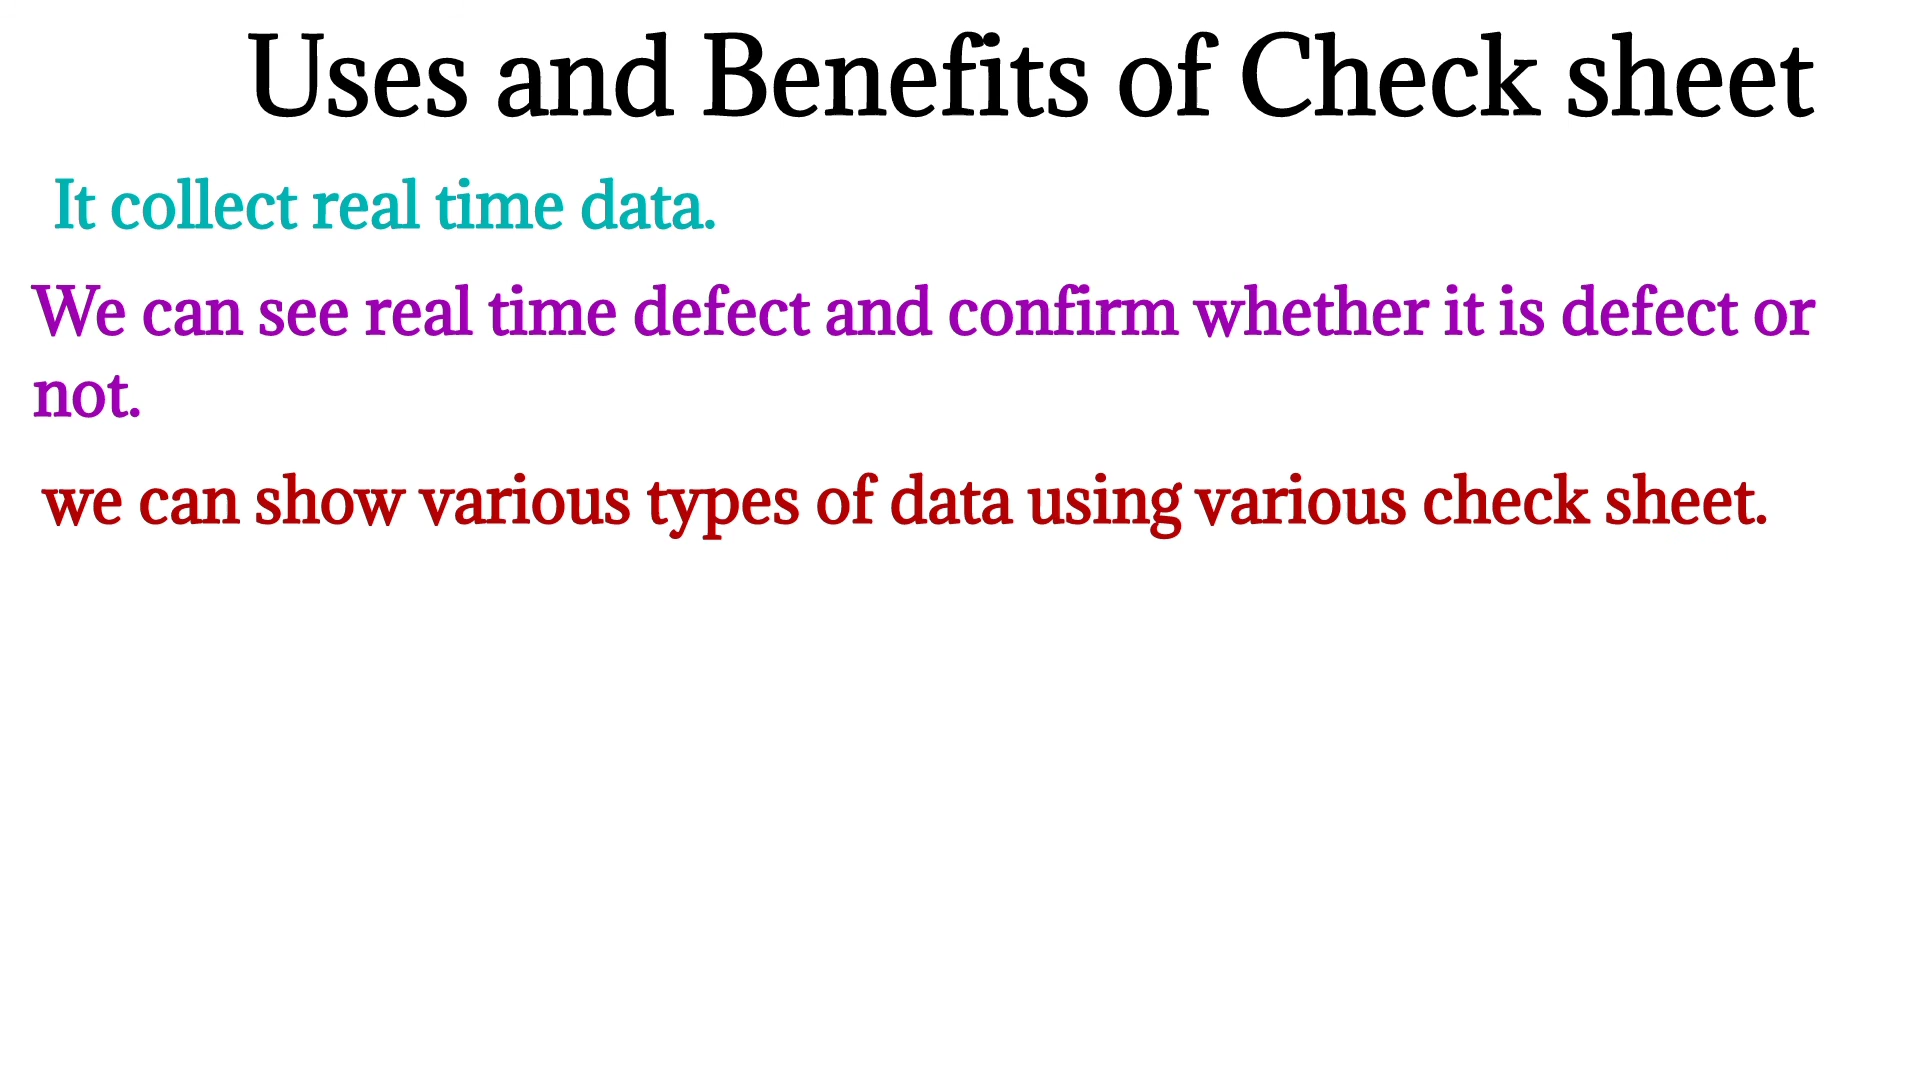 Uses and Benefits of Check sheet
It collect real time data.
We can see real time defect and confirm whether it is defect or
not.
we can show various types of data using various check sheet.